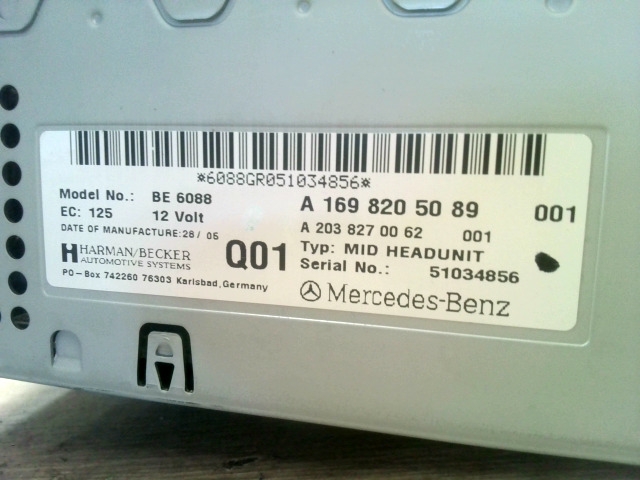 *6088GR051034856*
Model No.: BE 6088
EC: 125 12 Volt
DATE OF MANUFACTURE: 28 / 05
HARMAN/BECKER
AUTOMOTIVE SYSTEMS
PO-Box 742260 76303 Karlsbad, Germany
Q01
A 169 820 50 89 001
A 203 827 00 62 001
Typ: MID HEADUNIT
Serial No.: 51034856
Mercedes-Benz